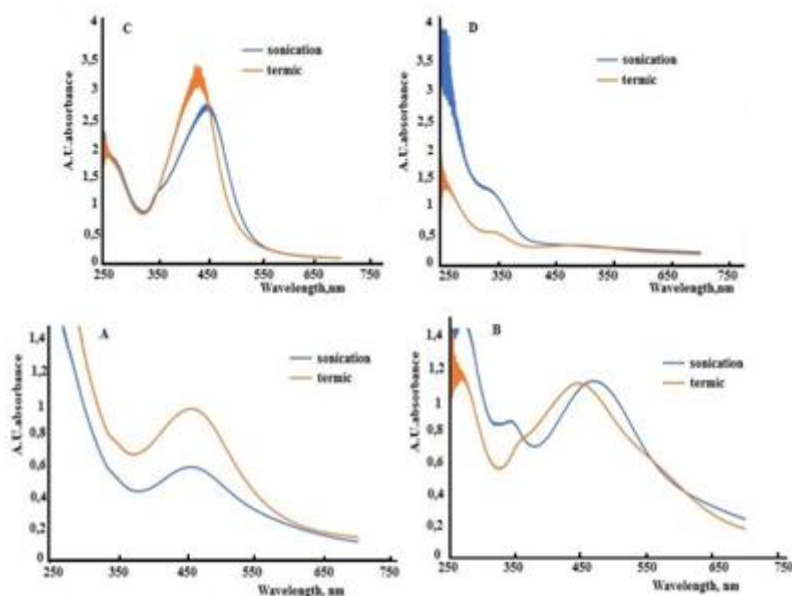 C
sonication
termic
A.U.absorbance
4
3,5
3
2,5
2
1,5
1
0,5
0
250 350 450 550 650 750
Wavelength,nm
D
sonication
termic
A.U.absorbance
4
3,5
3
2,5
2
1,5
1
0,5
0
250 350 450 550 650 750
Wavelength,nm
A
sonication
termic
A.U.absorbance
1,4
1,2
1
0,6
0,4
0,2
0
250 350 450 550 650 750
Wavelength, nm
B
sonication
termic
A.U.absorbance
1,4
1,2
1
0,8
0,6
0,4
0,2
0
250 350 450 550 650 750
Wavelength, nm